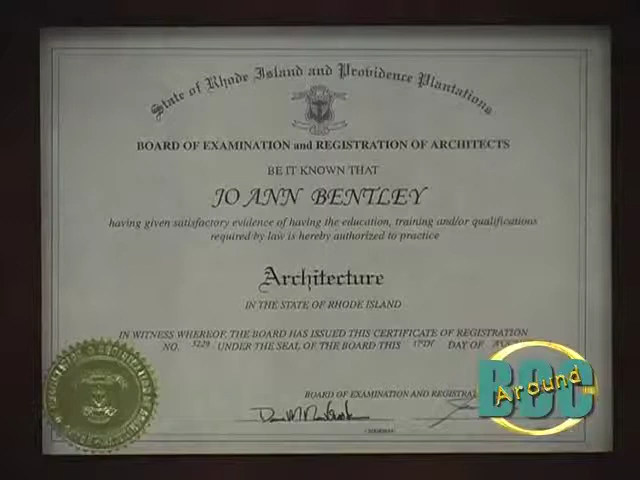 State of Rhode Island and Providence Plantations
BOARD OF EXAMINATION and REGISTRATION OF ARCHITECTS
BE IT KNOWN THAT
JO ANN BENTLEY
having given satisfactory evidence of having the education, training and/or qualifications
required by law is hereby authorized to practice
Architecture
IN THE STATE OF RHODE ISLAND
IN WITNESS WHEREOF, THE BOARD HAS ISSUED THIS CERTIFICATE OF REGISTRATION
NO. 3229 UNDER THE SEAL OF THE BOARD THIS DAY OF
BOARD OF EXAMINATION AND
Around